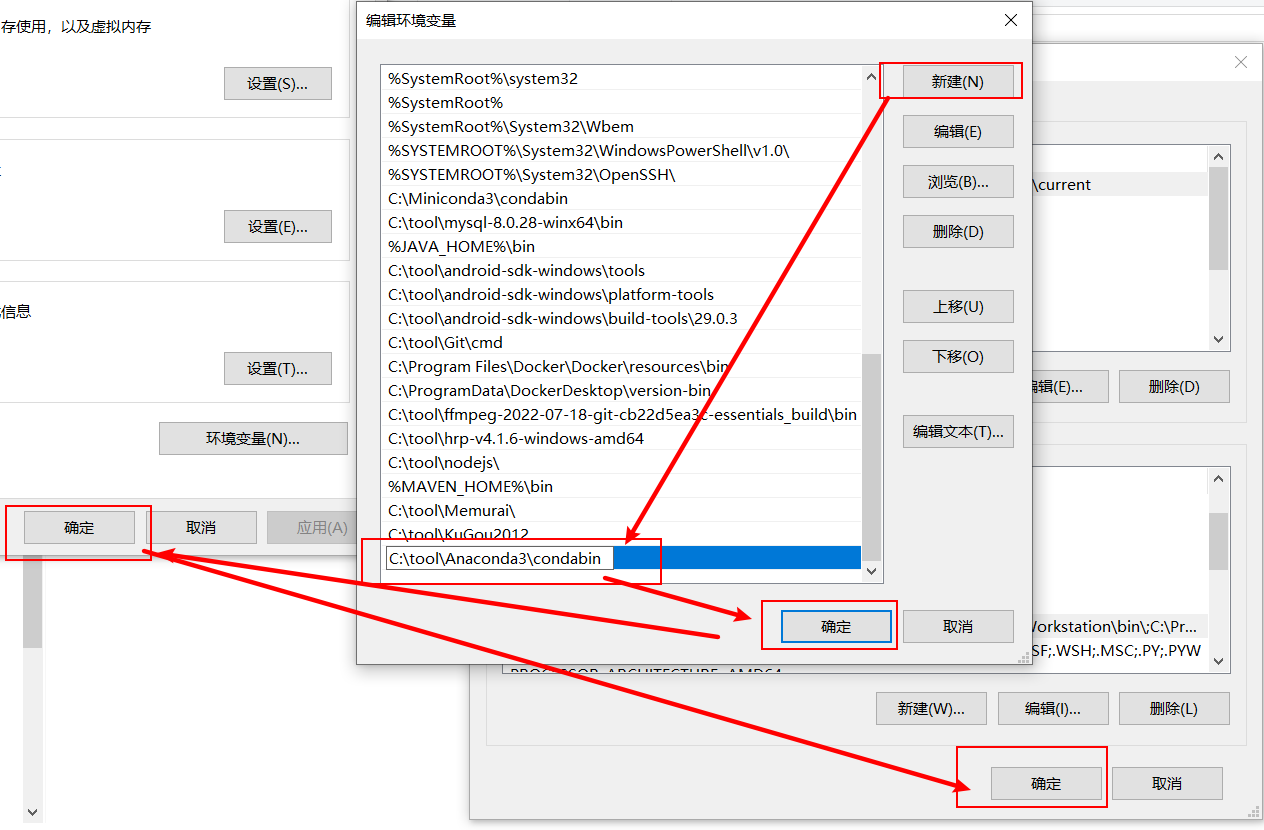 存使用，以及虚拟内存
设置(S)...
设置(E)...
信息
设置(T)...
环境变量(N)...
确定
取消
应用(A)
编辑环境变量
%SystemRoot%\system32
%SystemRoot%
%SystemRoot%\System32\Wbem
%SYSTEMROOT%\System32\WindowsPowerShell\v1.0\
%SYSTEMROOT%\System32\OpenSSH\
C:\Miniconda3\condabin
C:\tool\mysql-8.0.28-winx64\bin
%JAVA_HOME%\bin
C:\tool\android-sdk-windows\tools
C:\tool\android-sdk-windows\platform-tools
C:\tool\android-sdk-windows\build-tools\29.0.3
C:\tool\Git\cmd
C:\Program Files\Docker\Docker\resources\bin
C:\ProgramData\DockerDesktop\version-bin
C:\tool\ffmpeg-2022-07-18-git-cb22d5ea3c-essentials_build\bin
C:\tool\hrp-v4.1.6-windows-amd64
C:\tool\nodejs\
%MAVEN_HOME%\bin
C:\tool\Memurai\
C:\tool\KuGou2012
C:\tool\Anaconda3\condabin
新建(N)
编辑(E)
浏览(B)...
删除(D)
上移(U)
下移(O)
编辑文本(T)...
确定
取消
\current
编辑(E)...
删除(D)
Workstation\bin\;C:\Pr...
SF;.WSH;.MSC;.PY;.PYW
PROCESSOR_ARCHITECTURE AMD64
新建(W)...
编辑(I)...
删除(L)
确定
取消